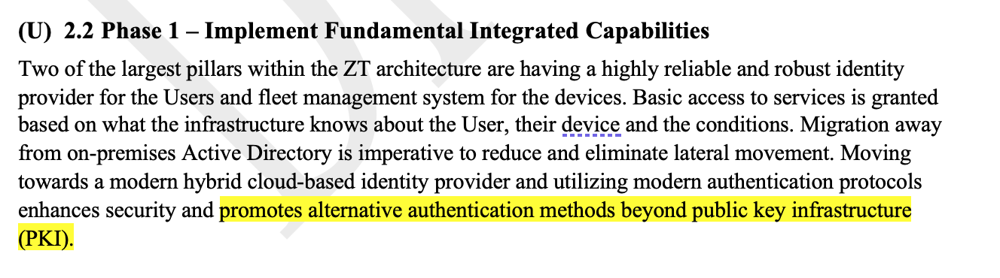 (U) 2.2 Phase 1 – Implement Fundamental Integrated Capabilities
Two of the largest pillars within the ZT architecture are having a highly reliable and robust identity
provider for the Users and fleet management system for the devices. Basic access to services is granted
based on what the infrastructure knows about the User, their device and the conditions. Migration away
from on-premises Active Directory is imperative to reduce and eliminate lateral movement. Moving
towards a modern hybrid cloud-based identity provider and utilizing modern authentication protocols
enhances security and promotes alternative authentication methods beyond public key infrastructure
(PKI).